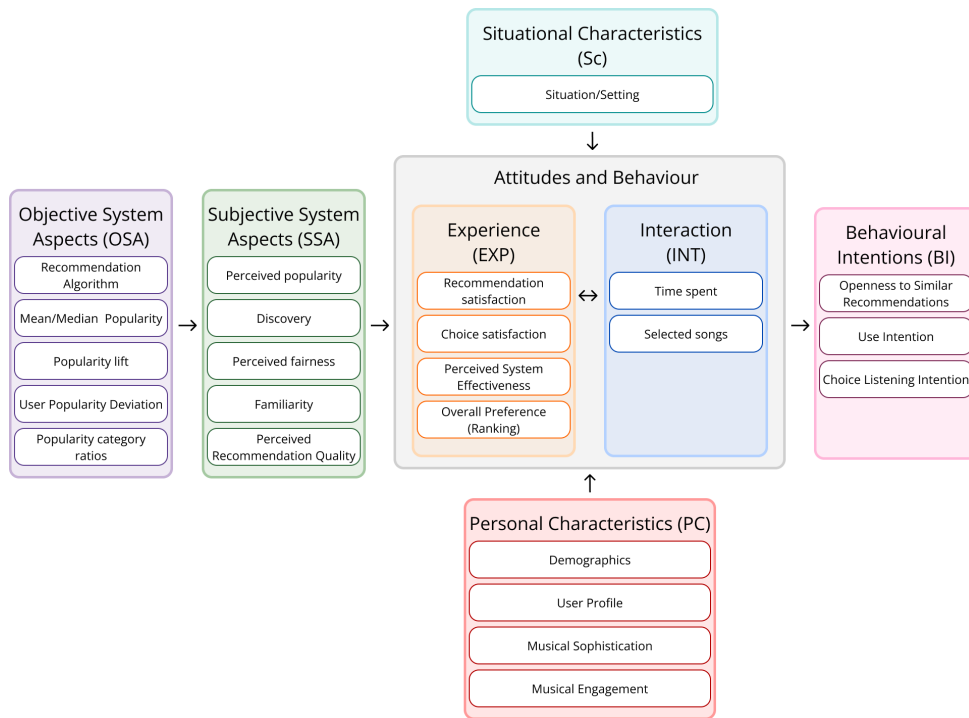 Situational Characteristics
(Sc)
Situation/Setting
Attitudes and Behaviour
Objective System
Aspects (OSA)
Recommendation
Algorithm
Mean/Median Popularity
Popularity lift
User Popularity Deviation
Popularity category
ratios
Subjective System
Aspects (SSA)
Perceived popularity
Discovery
Perceived fairness
Familiarity
Perceived
Recommendation Quality
Experience
(EXP)
Recommendation
satisfaction
Choice satisfaction
Perceived System
Effectiveness
Overall Preference
(Ranking)
Interaction
(INT)
Time spent
Selected songs
Behavioural
Intentions (BI)
Openness to Similar
Recommendations
Use Intention
Choice Listening Intention
Personal Characteristics (PC)
Demographics
User Profile
Musical Sophistication
Musical Engagement